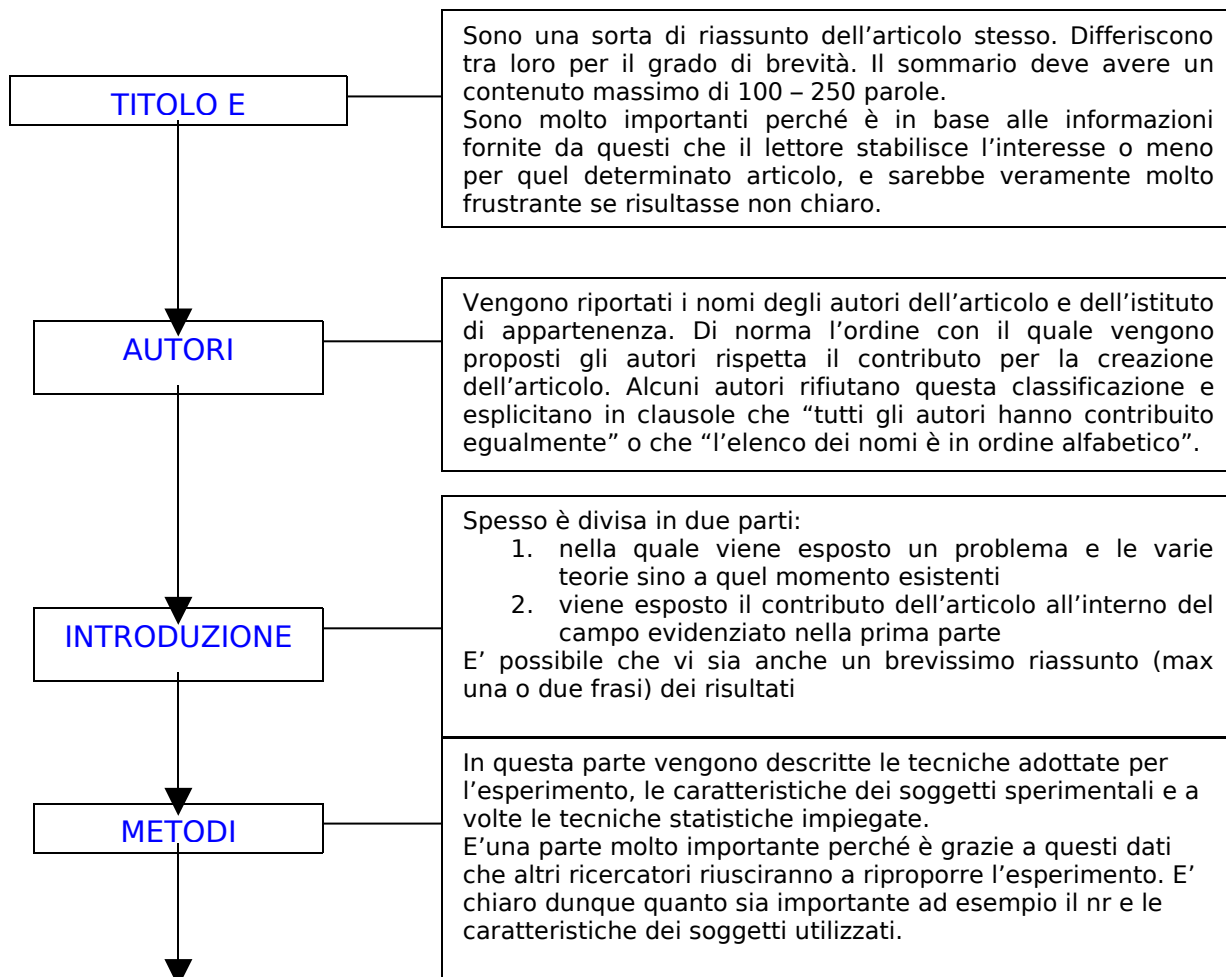 TITOLO E
Sono una sorta di riassunto dell’articolo stesso. Differiscono
tra loro per il grado di brevità. Il sommario deve avere un
contenuto massimo di 100 – 250 parole.
Sono molto importanti perché è in base alle informazioni
fornite da questi che il lettore stabilisce l’interesse o meno
per quel determinato articolo, e sarebbe veramente molto
frustrante se risultasse non chiaro.
AUTORI
Vengono riportati i nomi degli autori dell’articolo e dell’istituto
di appartenenza. Di norma l’ordine con il quale vengono
proposti gli autori rispetta il contributo per la creazione
dell’articolo. Alcuni autori rifiutano questa classificazione e
esplicitano in clausole che “tutti gli autori hanno contribuito
egualmente” o che “l’elenco dei nomi è in ordine alfabetico”.
INTRODUZIONE
Spesso è divisa in due parti:
1. nella quale viene esposto un problema e le varie
teorie sino a quel momento esistenti
2. viene esposto il contributo dell’articolo all’interno del
campo evidenziato nella prima parte
E’ possibile che vi sia anche un brevissimo riassunto (max
una o due frasi) dei risultati
METODI
In questa parte vengono descritte le tecniche adottate per
l’esperimento, le caratteristiche dei soggetti sperimentali e a
volte le tecniche statistiche impiegate.
E’una parte molto importante perché è grazie a questi dati
che altri ricercatori riusciranno a riproporre l’esperimento. E’
chiaro dunque quanto sia importante ad esempio il nr e le
caratteristiche dei soggetti utilizzati.